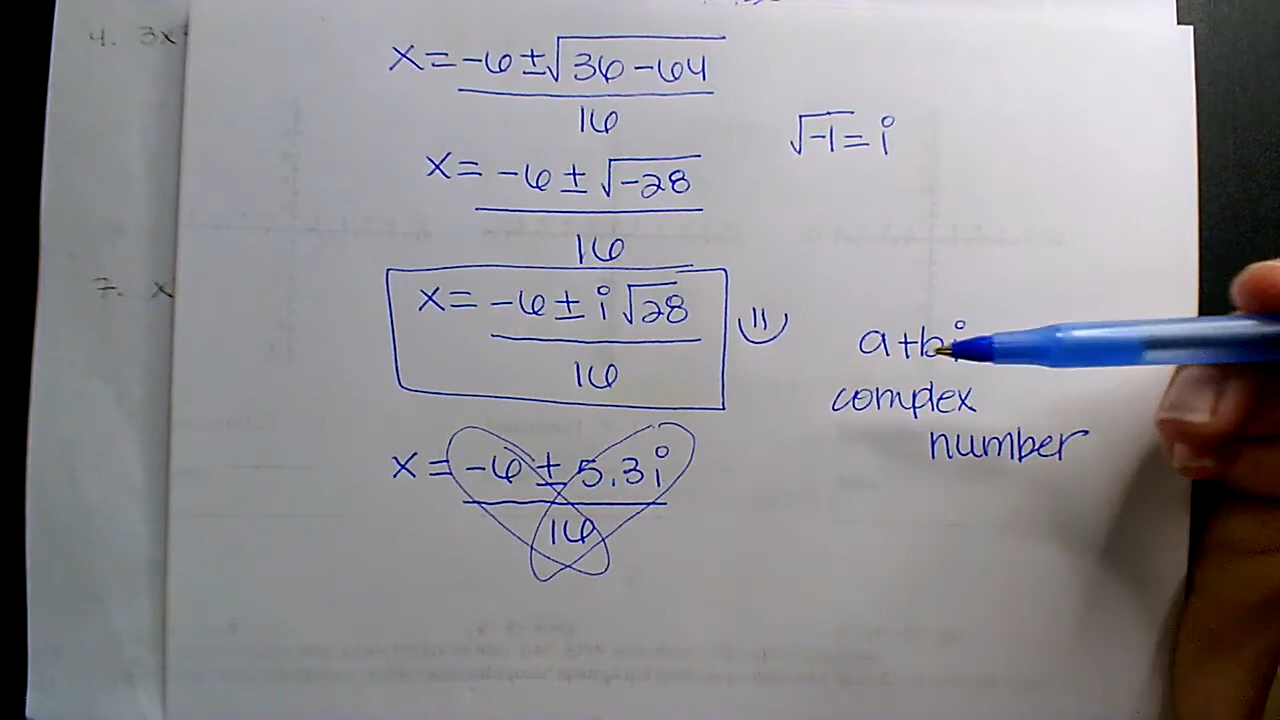 4. 3x
x = -6 ± √36 - 64
16
√-1 = i
x = -6 ± √-28
16
7. x
x = -6 ± i √28
16
a + bi
complex
number
x = -6 ± 5.3i
16